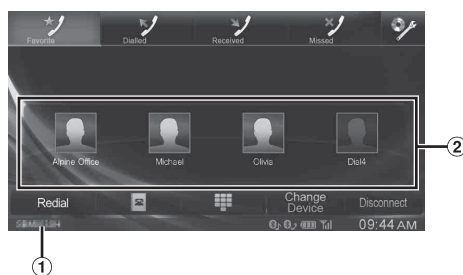 Favorite Dialled Received Missed
②
Alpine Office Michael Olivia Dial4
Redial Change Device Disconnect
09:44 AM
①